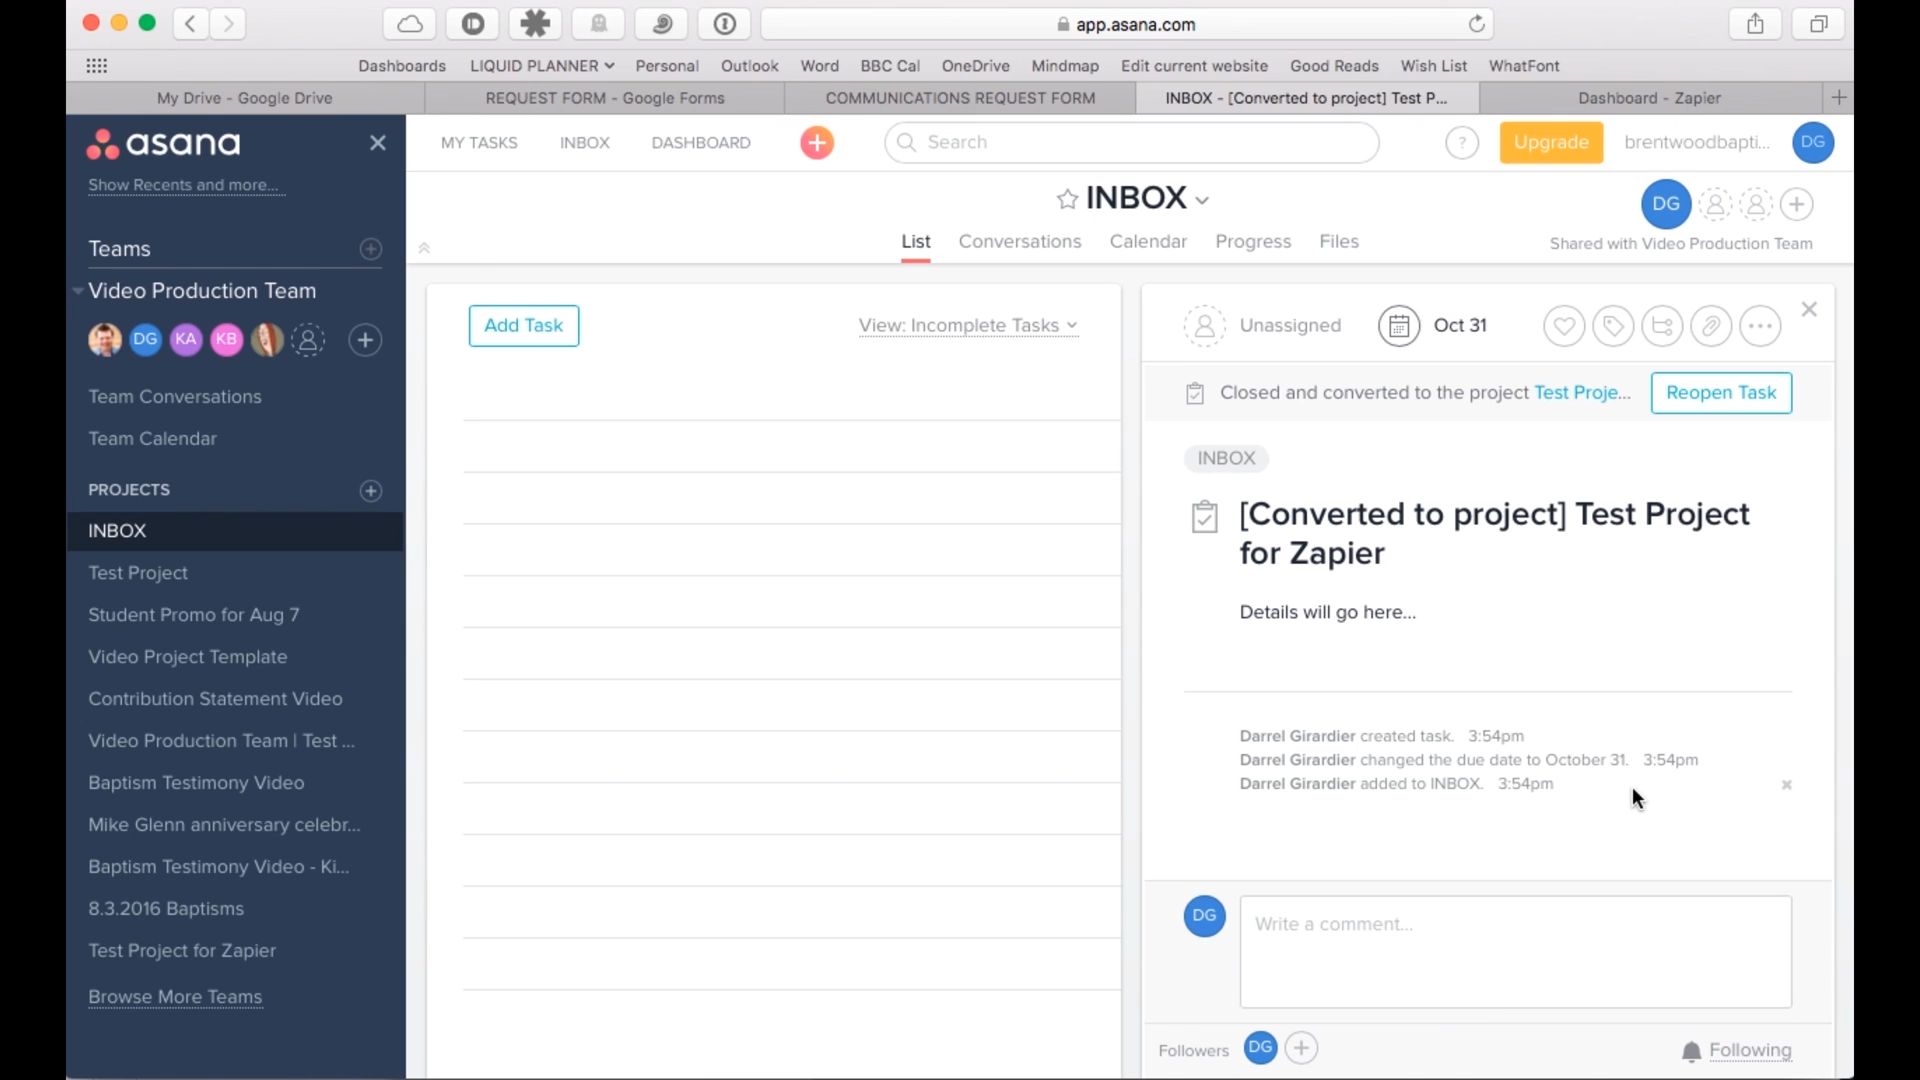 app.asana.com
Dashboards LIQUID PLANNER Personal Outlook Word BBC Cal OneDrive Mindmap Edit current website Good Reads Wish List WhatFont
My Drive - Google Drive REQUEST FORM - Google Forms COMMUNICATIONS REQUEST FORM INBOX - [Converted to project] Test P... Dashboard - Zapier
asana
Show Recents and more...
Teams
Video Production Team
DG KA KB
Team Conversations
Team Calendar
PROJECTS
INBOX
Test Project
Student Promo for Aug 7
Video Project Template
Contribution Statement Video
Video Production Team | Test ...
Baptism Testimony Video
Mike Glenn anniversary celebr...
Baptism Testimony Video - Ki...
8.3.2016 Baptisms
Test Project for Zapier
Browse More Teams
MY TASKS INBOX DASHBOARD Search ? Upgrade brentwoodbapti... DG
INBOX
DG
List Conversations Calendar Progress Files
Shared with Video Production Team
Add Task View: Incomplete Tasks
Unassigned Oct 31
Closed and converted to the project Test Proje... Reopen Task
INBOX
[Converted to project] Test Project
for Zapier
Details will go here...
Darrel Girardier created task. 3:54pm
Darrel Girardier changed the due date to October 31. 3:54pm
Darrel Girardier added to INBOX. 3:54pm
DG Write a comment...
Followers DG Following